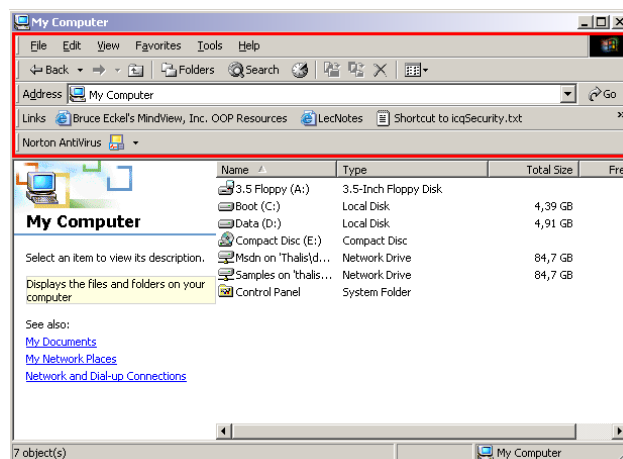 My Computer
File Edit View Favorites Tools Help
Back Folders Search
Address My Computer Go
Links Bruce Eckel's MindView, Inc. OOP Resources LecNotes Shortcut to icqSecurity.txt »
Norton AntiVirus
Name Type Total Size Fre
My Computer
Select an item to view its description.
Displays the files and folders on your
computer
See also:
My Documents
My Network Places
Network and Dial-up Connections
3.5 Floppy (A:) 3.5-Inch Floppy Disk
Boot (C:) Local Disk 4,39 GB
Data (D:) Local Disk 4,91 GB
Compact Disc (E:) Compact Disc
Msdn on 'Thalis\d... Network Drive 84,7 GB
Samples on 'thalis... Network Drive 84,7 GB
Control Panel System Folder
7 object(s) My Computer